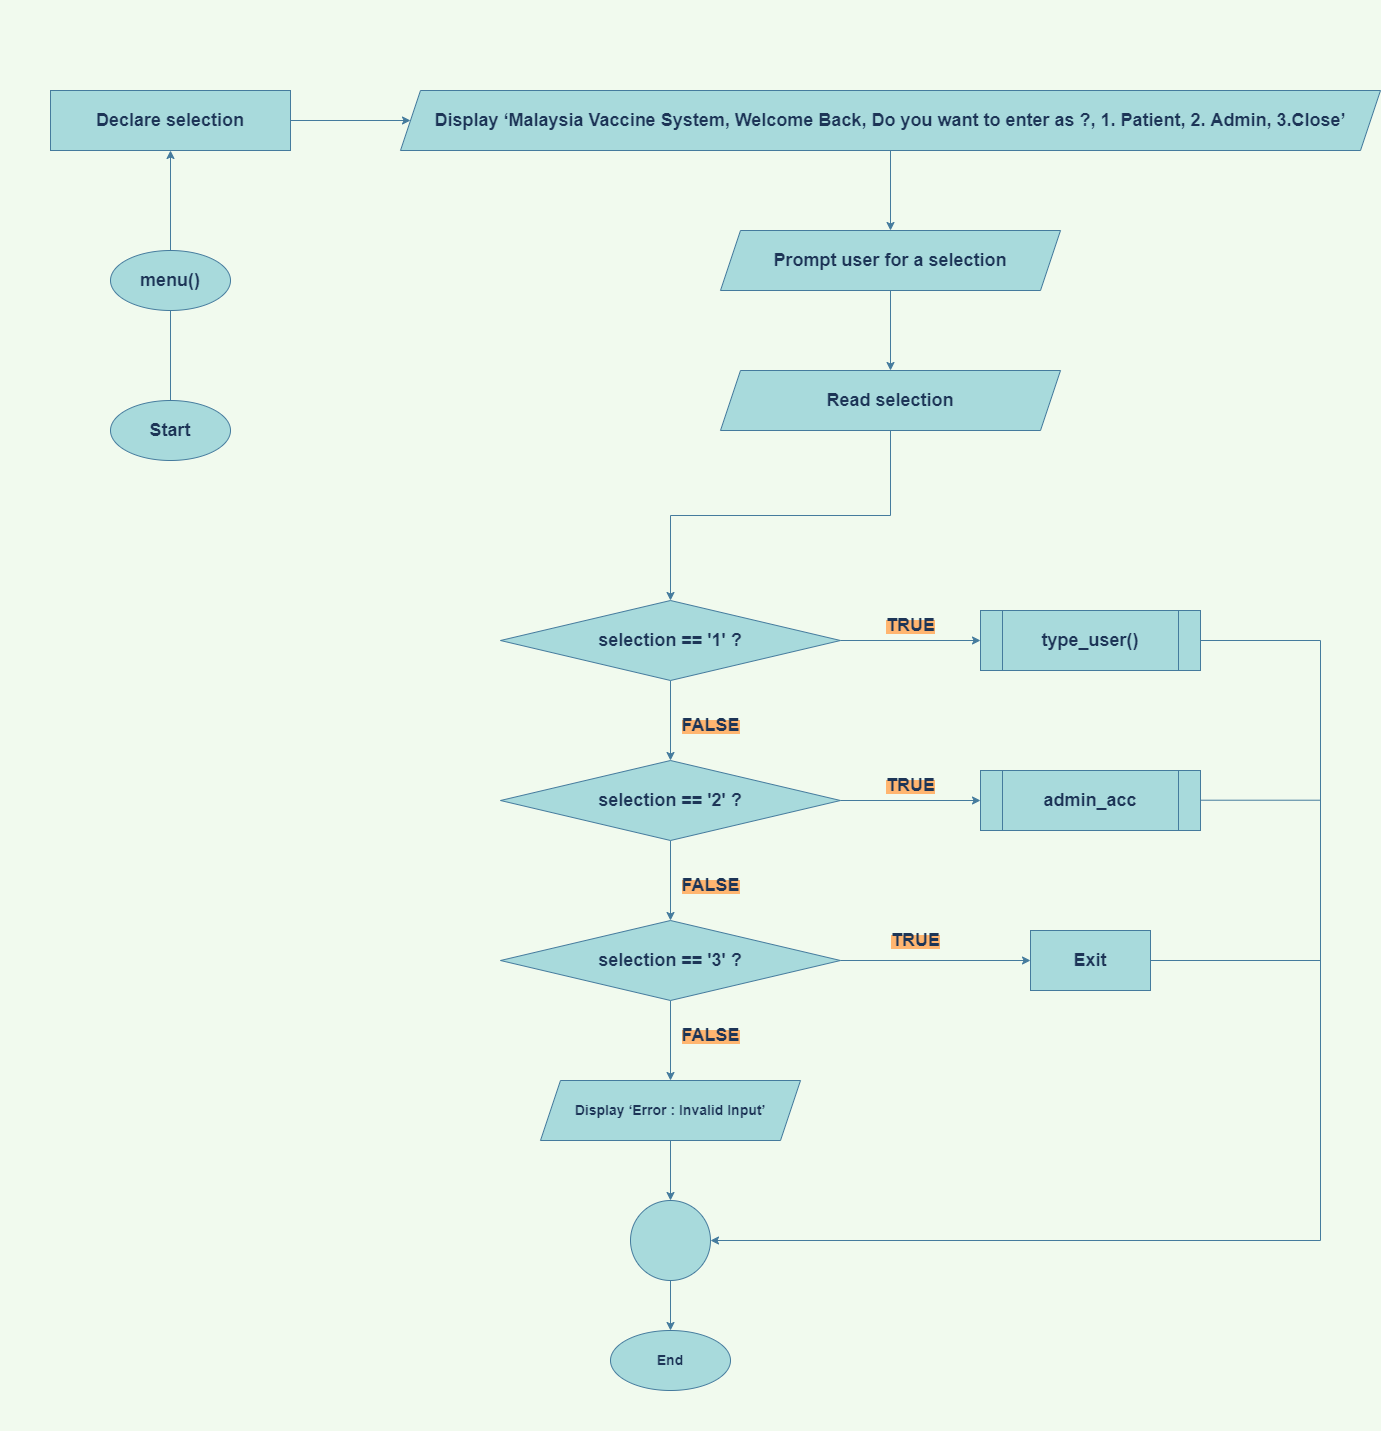 Declare selection
Display ‘Malaysia Vaccine System, Welcome Back, Do you want to enter as ?, 1. Patient, 2. Admin, 3.Close’
Prompt user for a selection
menu()
Read selection
Start
selection == '1' ?
TRUE
type_user()
FALSE
selection == '2' ?
TRUE
admin_acc
FALSE
selection == '3' ?
TRUE
Exit
FALSE
Display ‘Error : Invalid Input’
End